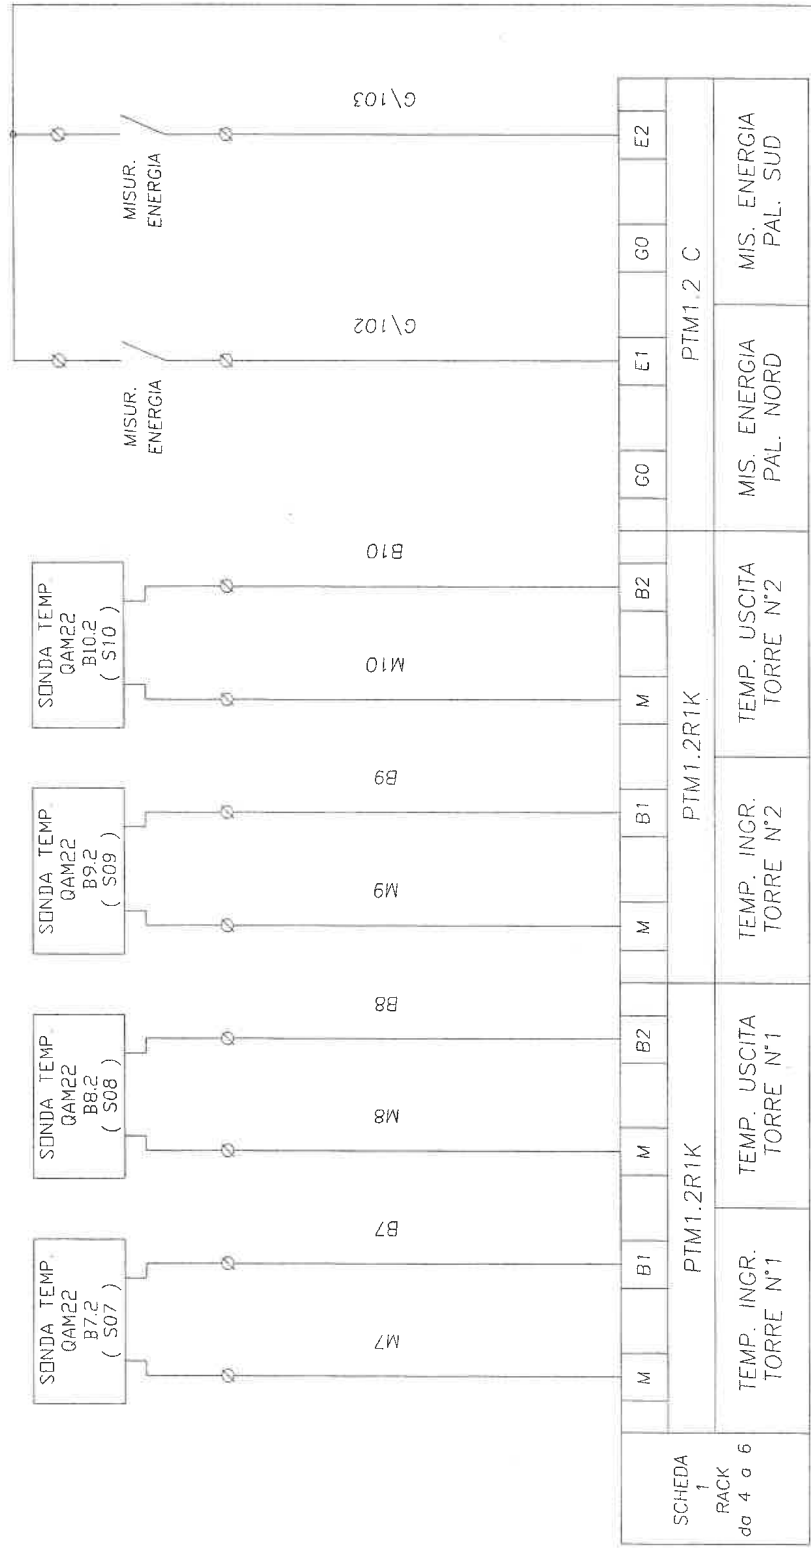 SONDA TEMP.
QAM22
B7.2
( S07 )
SONDA TEMP.
QAM22
B8.2
( S08 )
SONDA TEMP.
QAM22
B9.2
( S09 )
SONDA TEMP.
QAM22
B10.2
( S10 )
MISUR.
ENERGIA
MISUR.
ENERGIA
M7
B7
M8
B8
M9
B9
M10
B10
G\102
G\103
SCHEDA
1
RACK
da 4 a 6
M
B1
M
B2
M
B1
M
B2
G0
E1
G0
E2
PTM1.2R1K
PTM1.2R1K
PTM1.2 C
TEMP. INGR.
TORRE N°1
TEMP. USCITA
TORRE N°1
TEMP. INGR.
TORRE N°2
TEMP. USCITA
TORRE N°2
MIS. ENERGIA
PAL. NORD
MIS. ENERGIA
PAL. SUD